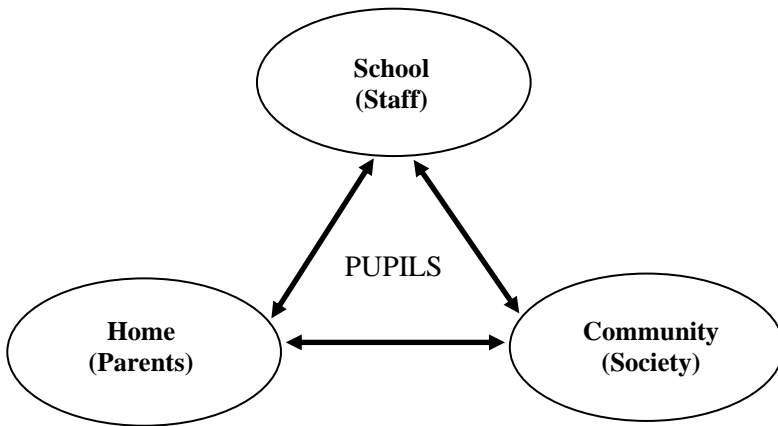 School
(Staff)
PUPILS
Home
(Parents)
Community
(Society)